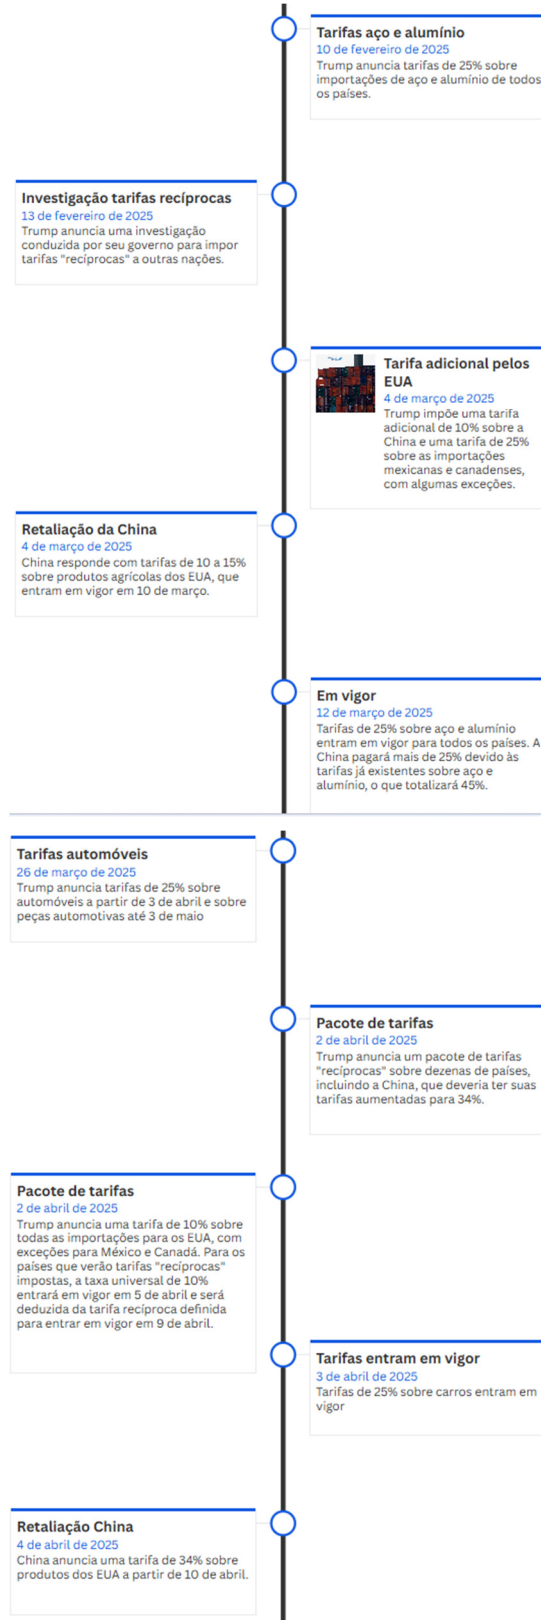 Tarifas aço e alumínio
10 de fevereiro de 2025
Trump anuncia tarifas de 25% sobre
importações de aço e alumínio de todos
os países.
Investigação tarifas recíprocas
13 de fevereiro de 2025
Trump anuncia uma investigação
conduzida por seu governo para impor
tarifas "recíprocas" a outras nações.
Tarifa adicional pelos
EUA
4 de março de 2025
Trump impõe uma tarifa
adicional de 10% sobre a
China e uma tarifa de 25%
sobre as importações
mexicanas e canadenses,
com algumas exceções.
Retaliação da China
4 de março de 2025
China responde com tarifas de 10 a 15%
sobre produtos agrícolas dos EUA, que
entram em vigor em 10 de março.
Em vigor
12 de março de 2025
Tarifas de 25% sobre aço e alumínio
entram em vigor para todos os países. A
China pagará mais de 25% devido às
tarifas já existentes sobre aço e
alumínio, o que totalizará 45%.
Tarifas automóveis
26 de março de 2025
Trump anuncia tarifas de 25% sobre
automóveis a partir de 3 de abril e sobre
peças automotivas até 3 de maio
Pacote de tarifas
2 de abril de 2025
Trump anuncia um pacote de tarifas
"recíprocas" sobre dezenas de países,
incluindo a China, que deveria ter suas
tarifas aumentadas para 34%.
Pacote de tarifas
2 de abril de 2025
Trump anuncia uma tarifa de 10% sobre
todas as importações para os EUA, com
exceções para México e Canadá. Para os
países que verão tarifas "recíprocas"
impostas, a taxa universal de 10%
entrará em vigor em 5 de abril e será
deduzida da tarifa recíproca definida
para entrar em vigor em 9 de abril.
Tarifas entram em vigor
3 de abril de 2025
Tarifas de 25% sobre carros entram em
vigor
Retaliação China
4 de abril de 2025
China anuncia uma tarifa de 34% sobre
produtos dos EUA a partir de 10 de abril.